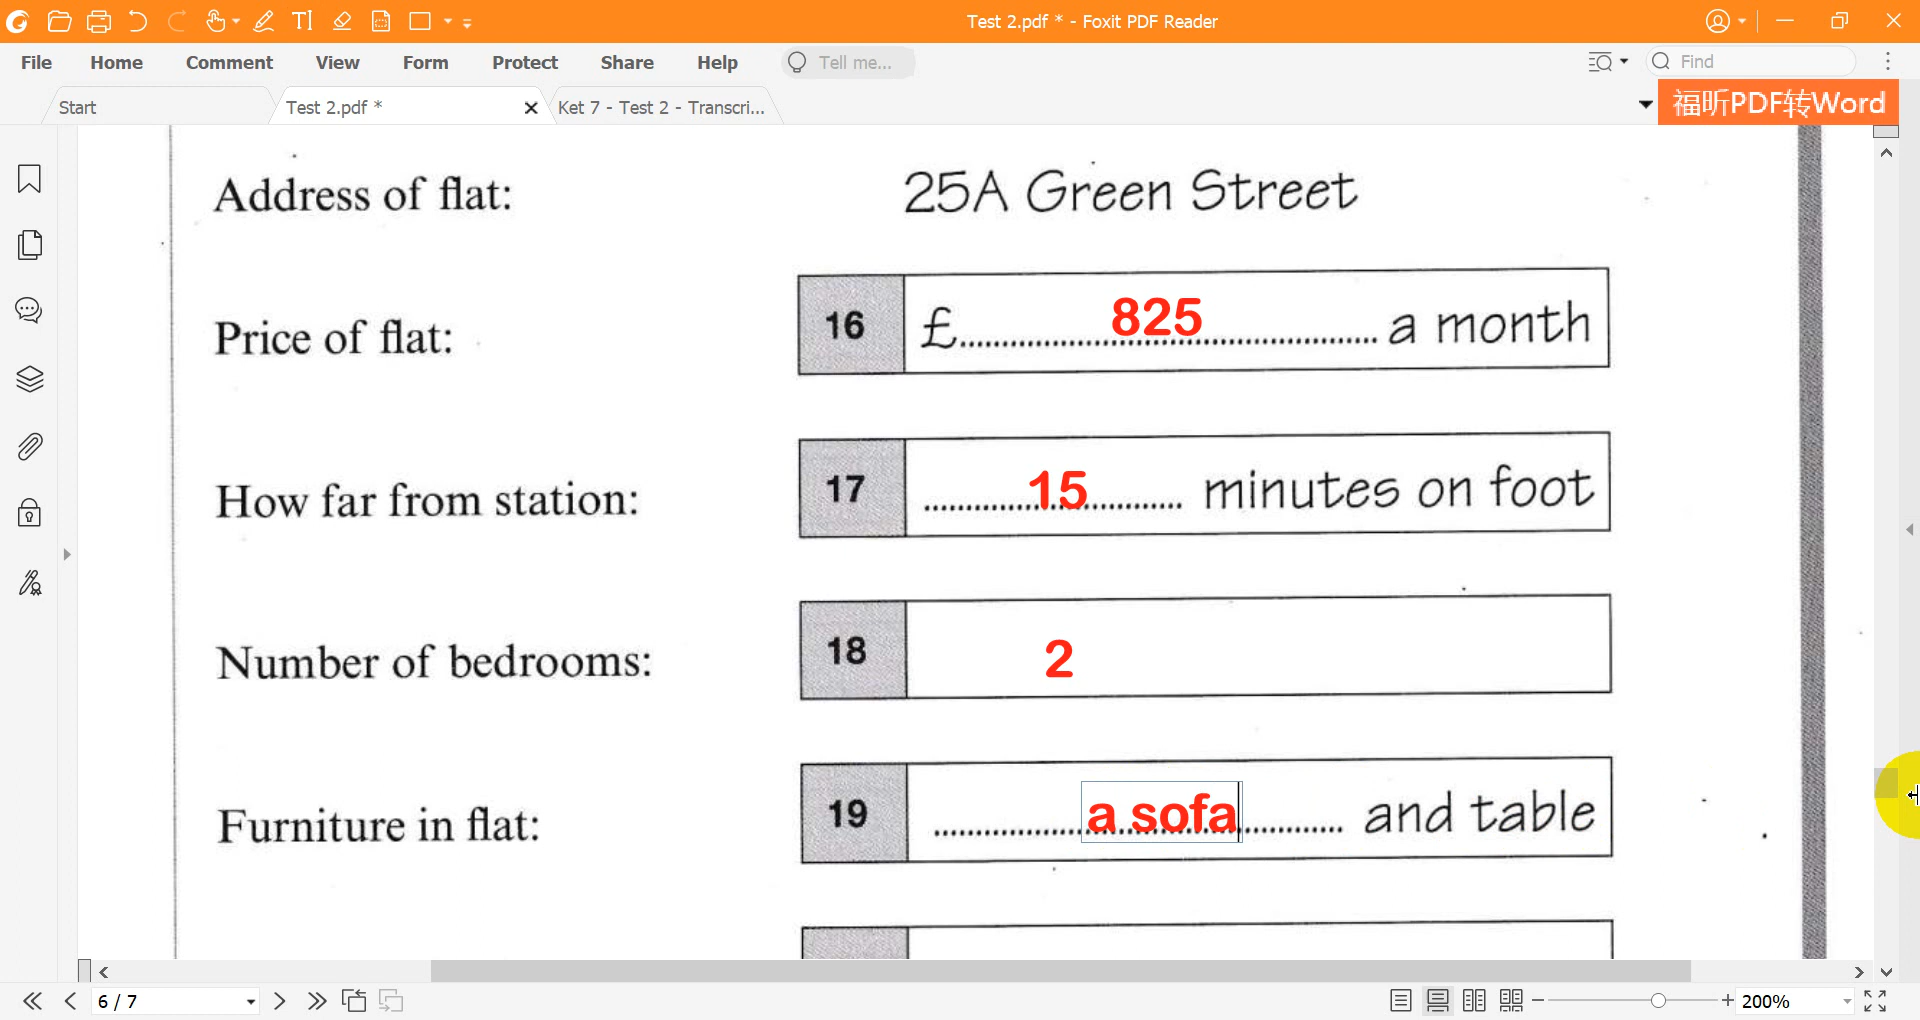 Test 2.pdf * - Foxit PDF Reader
File Home Comment View Form Protect Share Help Tell me... Find
Start Test 2.pdf * Ket 7 - Test 2 - Transcri... 福昕PDF转Word
Address of flat: 25A Green Street
Price of flat: 16 £ 825 a month
How far from station: 17 15 minutes on foot
Number of bedrooms: 18 2
Furniture in flat: 19 a sofa and table
6 / 7 200%